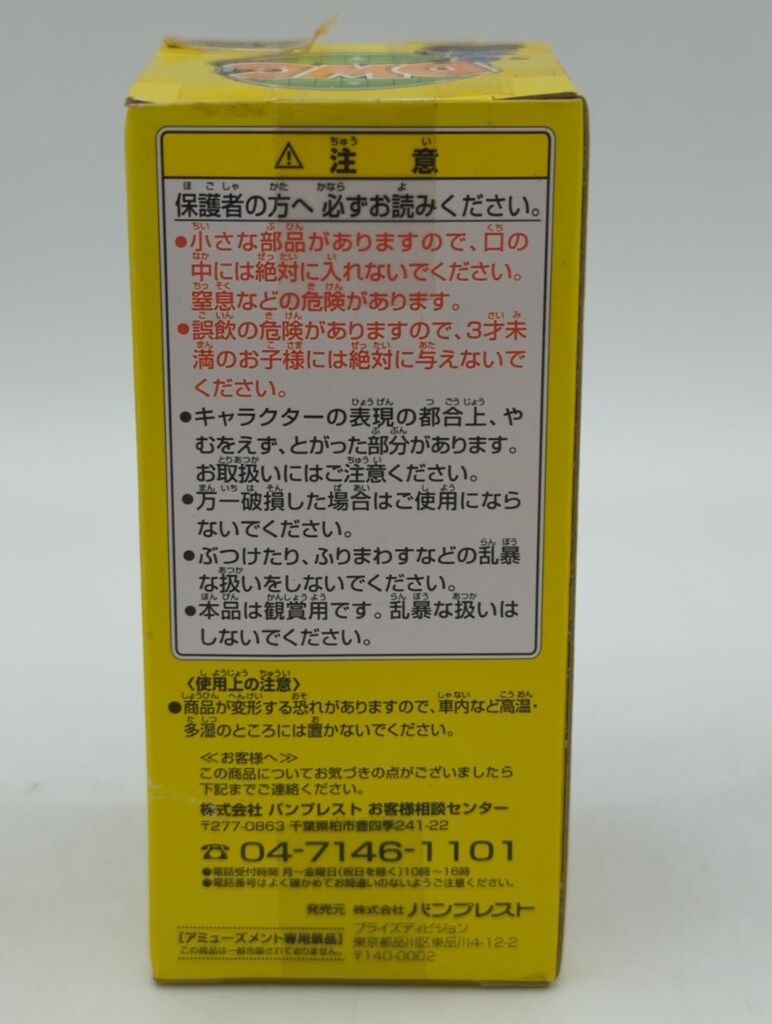 DWC
⚠ 注意
保護者の方へ 必ずお読みください。
●小さな部品がありますので、口の
中には絶対に入れないでください。
窒息などの危険があります。
●誤飲の危険がありますので、3才未
満のお子様には絶対に与えないで
ください。
●キャラクターの表現の都合上、や
むをえず、とがった部分があります。
お取扱いにはご注意ください。
●万一破損した場合はご使用になら
ないでください。
●ぶつけたり、ふりまわすなどの乱暴
な扱いをしないでください。
●本品は観賞用です。乱暴な扱いは
しないでください。
〈使用上の注意〉
●商品が変形する恐れがありますので、車内など高温・
多湿のところには置かないでください。
≪お客様へ≫
この商品についてお気づきの点がございましたら
下記までご連絡ください。
株式会社 バンプレスト お客様相談センター
〒277-0863 千葉県柏市豊四季241-22
☎ 04-7146-1101
●電話受付時間 月〜金曜日(祝日を除く)10時〜16時
●電話番号はよく確かめてお間違いのないようご注意ください。
発売元 株式会社 バンプレスト
プライズディビジョン
東京都品川区東品川4-12-2
〒140-0002
[アミューズメント専用景品]
この商品は一般市販されておりません。